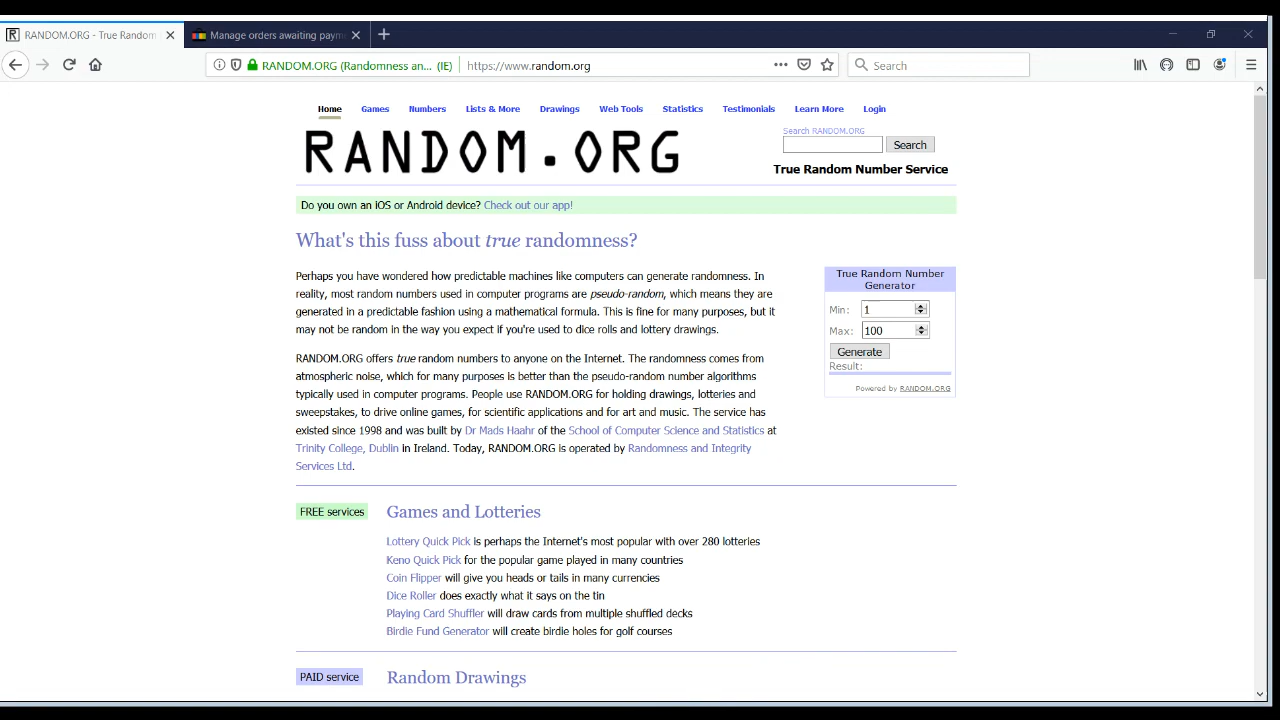 RANDOM.ORG - True Random
Manage orders awaiting paym
RANDOM.ORG (Randomness an... (IE)
https://www.random.org
Search
Home Games Numbers Lists & More Drawings Web Tools Statistics Testimonials Learn More Login
RANDOM.ORG
Search RANDOM.ORG
Search
True Random Number Service
Do you own an iOS or Android device? Check out our app!
What's this fuss about true randomness?
Perhaps you have wondered how predictable machines like computers can generate randomness. In
reality, most random numbers used in computer programs are pseudo-random, which means they are
generated in a predictable fashion using a mathematical formula. This is fine for many purposes, but it
may not be random in the way you expect if you're used to dice rolls and lottery drawings.
RANDOM.ORG offers true random numbers to anyone on the Internet. The randomness comes from
atmospheric noise, which for many purposes is better than the pseudo-random number algorithms
typically used in computer programs. People use RANDOM.ORG for holding drawings, lotteries and
sweepstakes, to drive online games, for scientific applications and for art and music. The service has
existed since 1998 and was built by Dr Mads Haahr of the School of Computer Science and Statistics at
Trinity College, Dublin in Ireland. Today, RANDOM.ORG is operated by Randomness and Integrity
Services Ltd.
True Random Number
Generator
Min: 1
Max: 100
Generate
Result:
Powered by RANDOM.ORG
FREE services
Games and Lotteries
Lottery Quick Pick is perhaps the Internet's most popular with over 280 lotteries
Keno Quick Pick for the popular game played in many countries
Coin Flipper will give you heads or tails in many currencies
Dice Roller does exactly what it says on the tin
Playing Card Shuffler will draw cards from multiple shuffled decks
Birdie Fund Generator will create birdie holes for golf courses
PAID service
Random Drawings